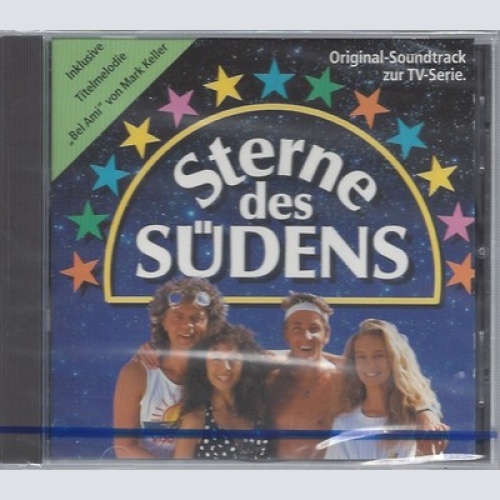 Inklusive
Titelmelodie
„Bel Ami“ von Mark Keller
Original-Soundtrack
zur TV-Serie.
Sterne
des
SÜDENS